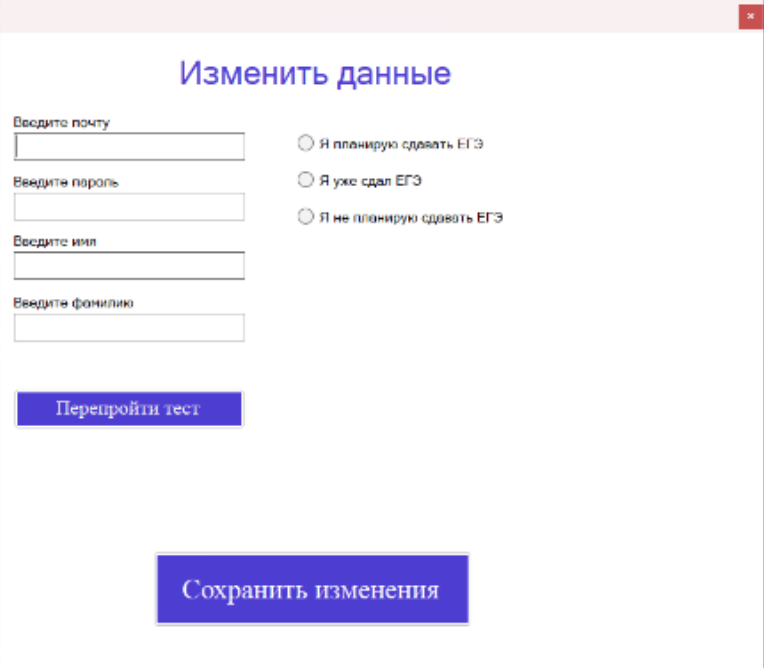 Изменить данные
Введите почту
Я планирую сдавать ЕГЭ
Введите пароль
Я уже сдал ЕГЭ
Я не планирую сдавать ЕГЭ
Введите имя
Введите фамилию
Перепройти тест
Сохранить изменения